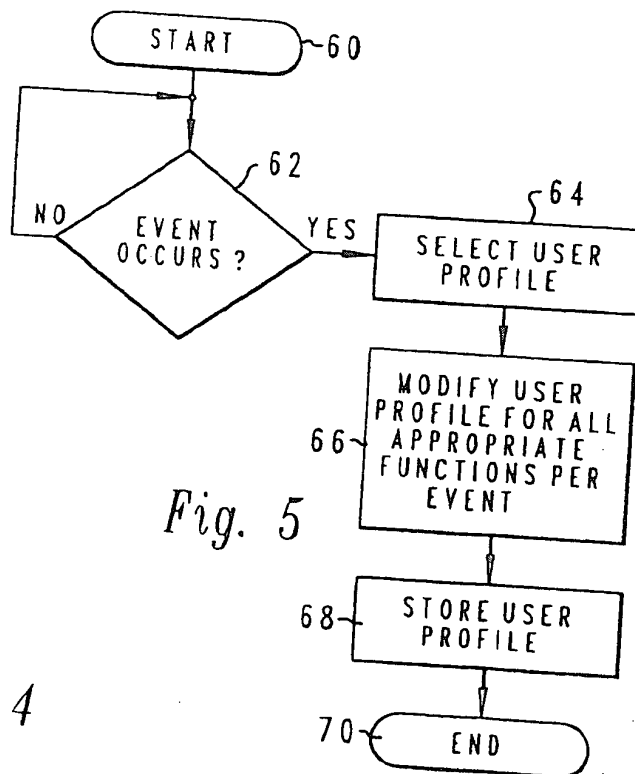 START
60
62
NO
EVENT
OCCURS ?
YES
64
SELECT USER
PROFILE
66
MODIFY USER
PROFILE FOR ALL
APPROPRIATE
FUNCTIONS PER
EVENT
Fig. 5
68
STORE USER
PROFILE
4
70
END